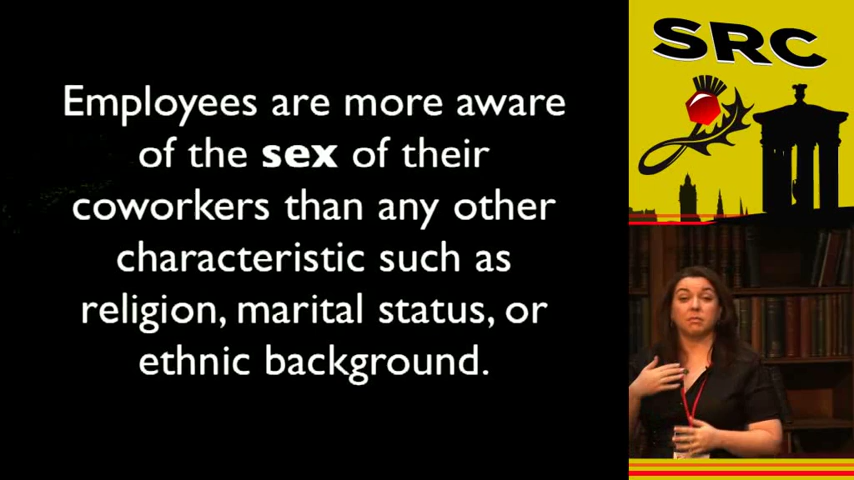 Employees are more aware
of the sex of their
coworkers than any other
characteristic such as
religion, marital status, or
ethnic background.
SRC